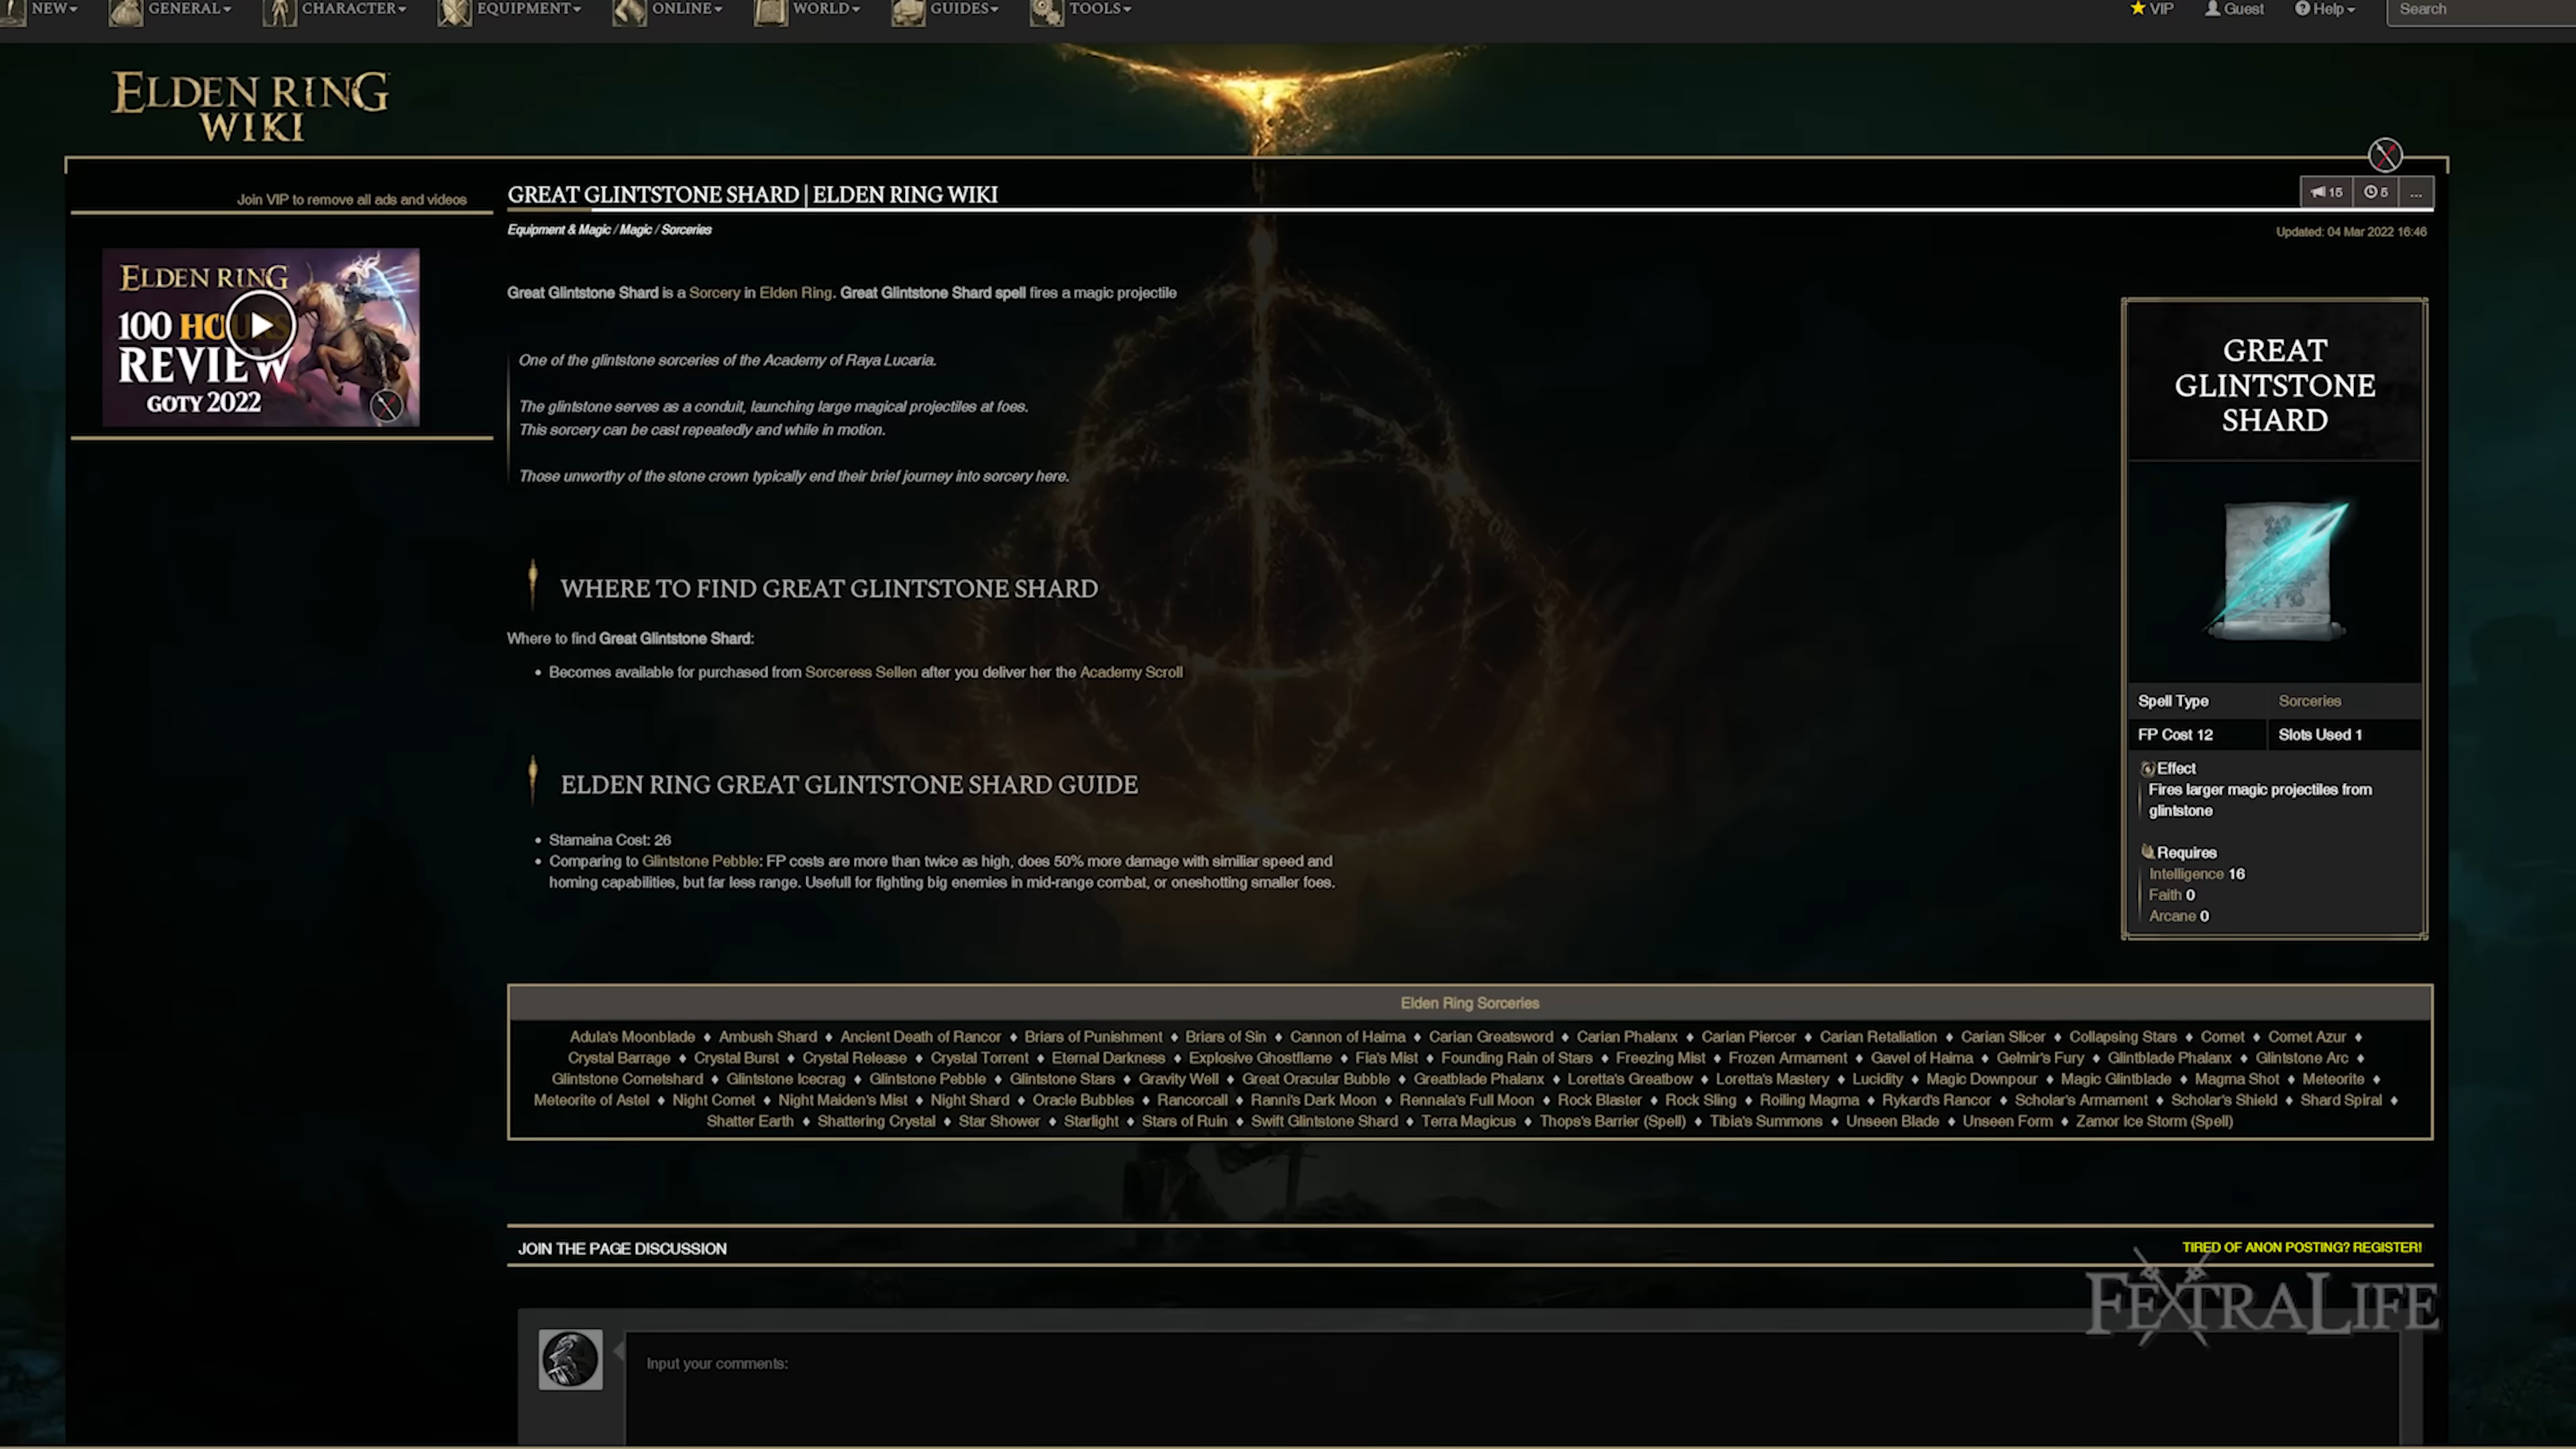 NEW
GENERAL
CHARACTER
EQUIPMENT
ONLINE
WORLD
GUIDES
TOOLS
VIP
Guest
Help
Search
ELDEN RING
WIKI
Join VIP to remove all ads and videos
ELDEN RING
100 HOURS
REVIEW
GOTY 2022
GREAT GLINTSTONE SHARD | ELDEN RING WIKI
15
5
...
Equipment & Magic / Magic / Sorceries
Updated: 04 Mar 2022 16:46
Great Glintstone Shard is a Sorcery in Elden Ring. Great Glintstone Shard spell fires a magic projectile
One of the glintstone sorceries of the Academy of Raya Lucaria.
The glintstone serves as a conduit, launching large magical projectiles at foes.
This sorcery can be cast repeatedly and while in motion.
Those unworthy of the stone crown typically end their brief journey into sorcery here.
WHERE TO FIND GREAT GLINTSTONE SHARD
Where to find Great Glintstone Shard:
• Becomes available for purchased from Sorceress Sellen after you deliver her the Academy Scroll
ELDEN RING GREAT GLINTSTONE SHARD GUIDE
• Stamaina Cost: 26
• Comparing to Glintstone Pebble: FP costs are more than twice as high, does 50% more damage with similiar speed and
homing capabilities, but far less range. Usefull for fighting big enemies in mid-range combat, or oneshotting smaller foes.
GREAT
GLINTSTONE
SHARD
Spell Type
Sorceries
FP Cost 12
Slots Used 1
Effect
Fires larger magic projectiles from
glintstone
Requires
Intelligence 16
Faith 0
Arcane 0
Elden Ring Sorceries
Adula's Moonblade ♦ Ambush Shard ♦ Ancient Death of Rancor ♦ Briars of Punishment ♦ Briars of Sin ♦ Cannon of Haima ♦ Carian Greatsword ♦ Carian Phalanx ♦ Carian Piercer ♦ Carian Retaliation ♦ Carian Slicer ♦ Collapsing Stars ♦ Comet ♦ Comet Azur ♦
Crystal Barrage ♦ Crystal Burst ♦ Crystal Release ♦ Crystal Torrent ♦ Eternal Darkness ♦ Explosive Ghostflame ♦ Fia's Mist ♦ Founding Rain of Stars ♦ Freezing Mist ♦ Frozen Armament ♦ Gavel of Haima ♦ Gelmir's Fury ♦ Glintblade Phalanx ♦ Glintstone Arc ♦
Glintstone Cometshard ♦ Glintstone Icecrag ♦ Glintstone Pebble ♦ Glintstone Stars ♦ Gravity Well ♦ Great Oracular Bubble ♦ Greatblade Phalanx ♦ Loretta's Greatbow ♦ Loretta's Mastery ♦ Lucidity ♦ Magic Downpour ♦ Magic Glintblade ♦ Magma Shot ♦ Meteorite ♦
Meteorite of Astel ♦ Night Comet ♦ Night Maiden's Mist ♦ Night Shard ♦ Oracle Bubbles ♦ Rancorcall ♦ Ranni's Dark Moon ♦ Rennala's Full Moon ♦ Rock Blaster ♦ Rock Sling ♦ Roiling Magma ♦ Rykard's Rancor ♦ Scholar's Armament ♦ Scholar's Shield ♦ Shard Spiral ♦
Shatter Earth ♦ Shattering Crystal ♦ Star Shower ♦ Starlight ♦ Stars of Ruin ♦ Swift Glintstone Shard ♦ Terra Magicus ♦ Thops's Barrier (Spell) ♦ Tibia's Summons ♦ Unseen Blade ♦ Unseen Form ♦ Zamor Ice Storm (Spell)
JOIN THE PAGE DISCUSSION
TIRED OF ANON POSTING? REGISTER!
FEXTRALIFE
Input your comments: